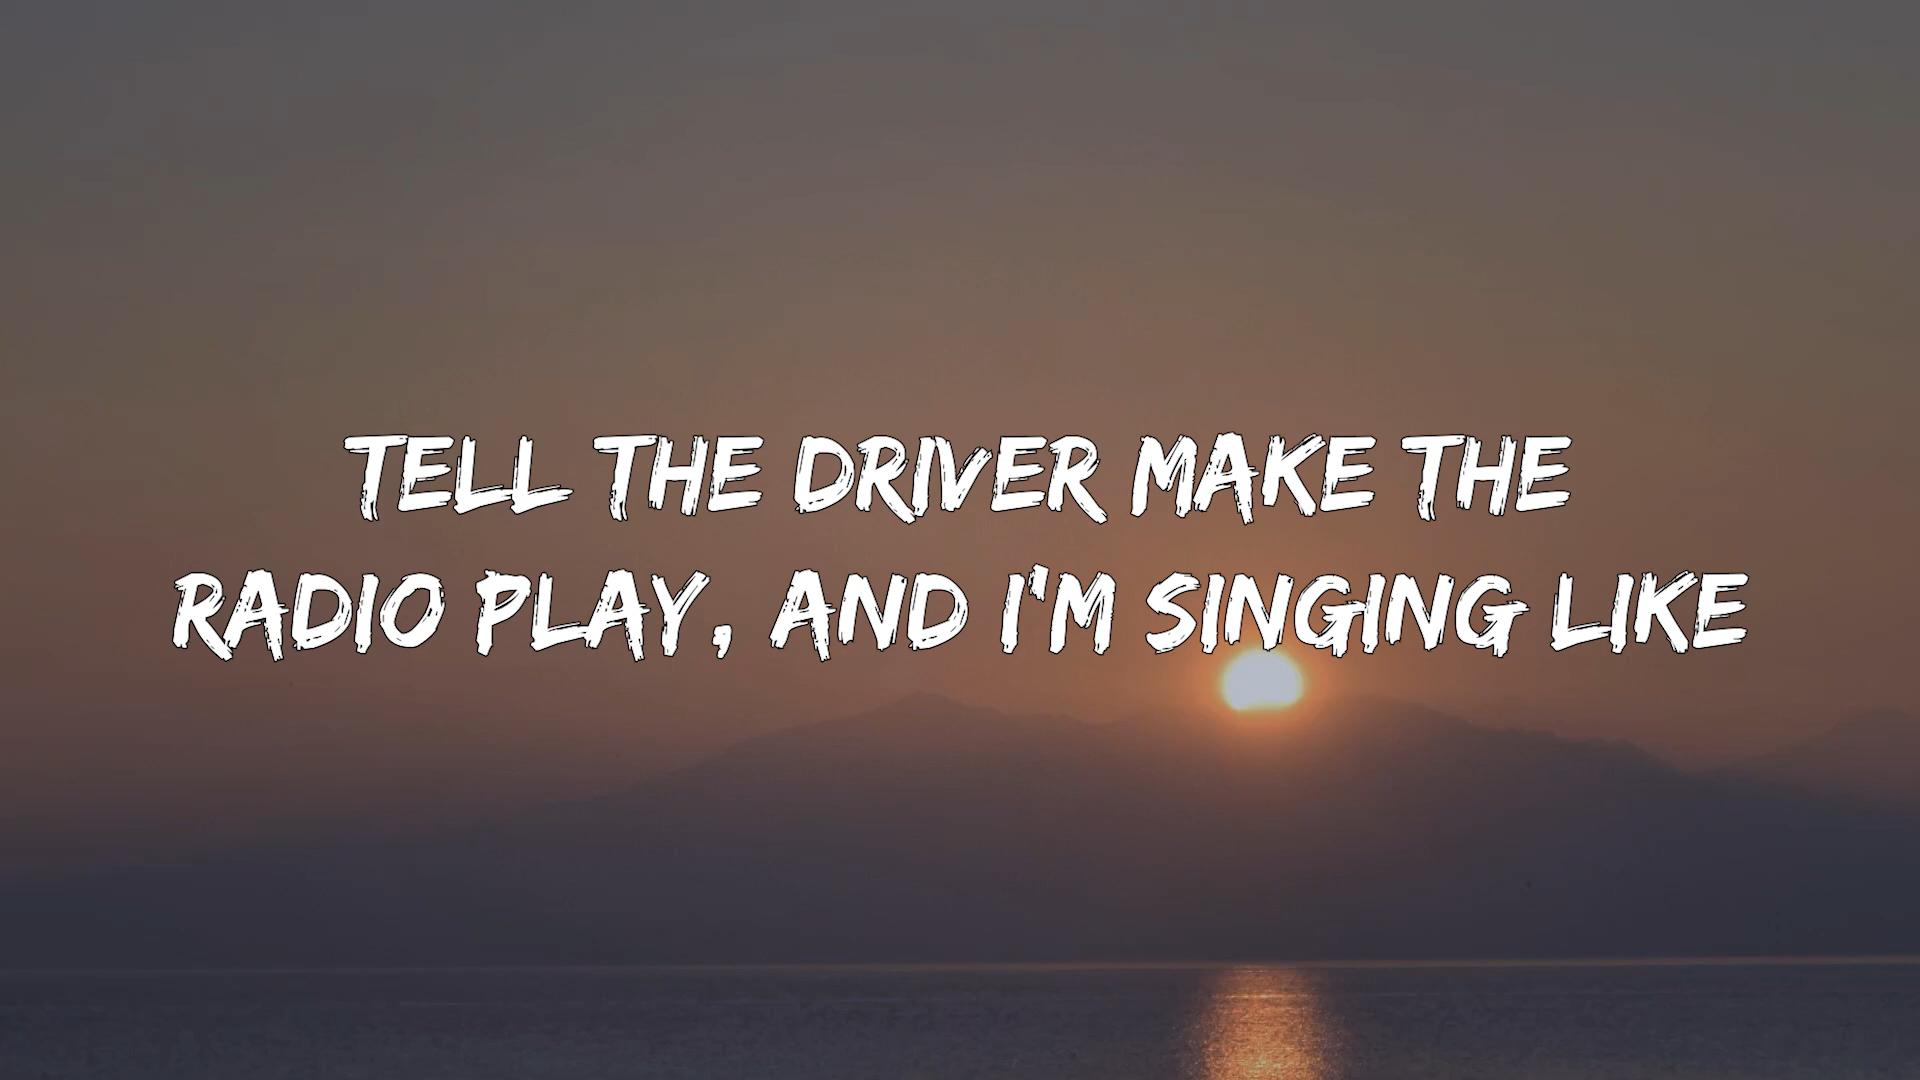 TELL THE DRIVER MAKE THE
RADIO PLAY, AND I'M SINGING LIKE